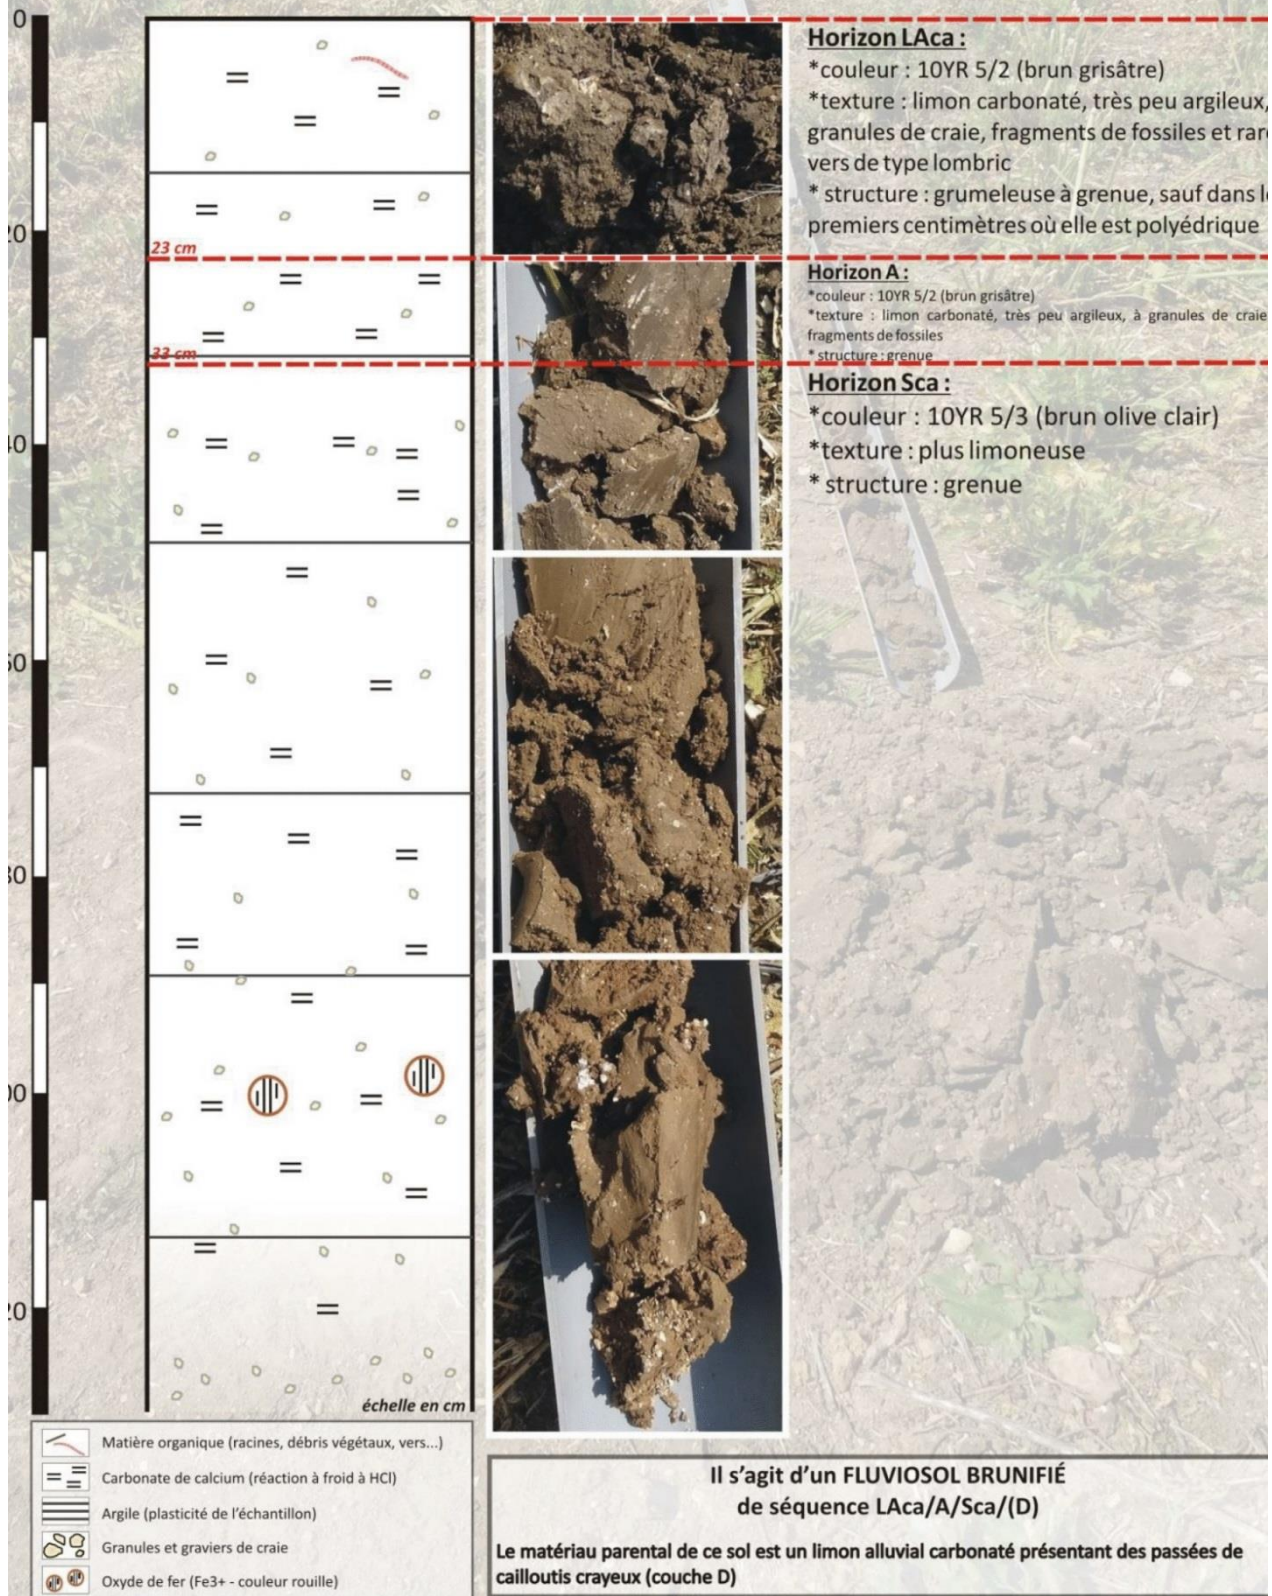 0
Horizon LAca :
*couleur : 10YR 5/2 (brun grisâtre)
*texture : limon carbonaté, très peu argileux,
granules de craie, fragments de fossiles et rare
vers de type lombric
* structure : grumeleuse à grenue, sauf dans le
premiers centimètres où elle est polyédrique
20
23 cm
Horizon A :
*couleur : 10YR 5/2 (brun grisâtre)
*texture : limon carbonaté, très peu argileux, à granules de craie
fragments de fossiles
* structure : grenue
33 cm
Horizon Sca :
*couleur : 10YR 5/3 (brun olive clair)
*texture : plus limoneuse
* structure : grenue
40
60
80
00
20
échelle en cm
Matière organique (racines, débris végétaux, vers...)
Carbonate de calcium (réaction à froid à HCl)
Argile (plasticité de l'échantillon)
Granules et graviers de craie
Oxyde de fer (Fe3+ - couleur rouille)
Il s'agit d'un FLUVIOSOL BRUNIFIÉ
de séquence LAca/A/Sca/(D)
Le matériau parental de ce sol est un limon alluvial carbonaté présentant des passées de
cailloutis crayeux (couche D)